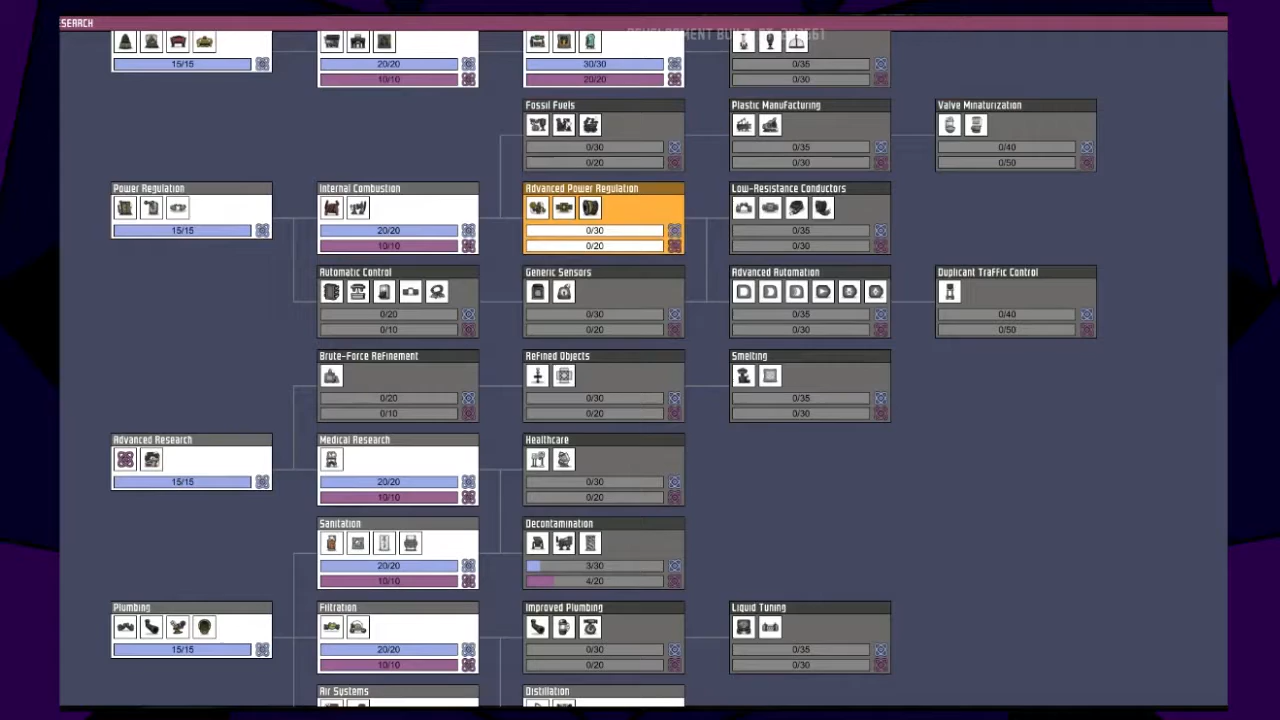 SEARCH
DEVELOPMENT BUILD
15/15
20/20
10/10
30/30
20/20
0/35
0/30
Fossil Fuels
0/30
0/20
Plastic Manufacturing
0/35
0/30
Valve Minaturization
0/40
0/50
Power Regulation
15/15
Internal Combustion
20/20
10/10
Advanced Power Regulation
0/30
0/20
Low-Resistance Conductors
0/35
0/30
Automatic Control
0/20
0/10
Generic Sensors
0/30
0/20
Advanced Automation
0/35
0/30
Duplicant Traffic Control
0/40
0/50
Brute-Force Refinement
0/20
0/10
Refined Objects
0/30
0/20
Smelting
0/35
0/30
Advanced Research
15/15
Medical Research
20/20
10/10
Healthcare
0/30
0/20
Sanitation
20/20
10/10
Decontamination
3/30
4/20
Plumbing
15/15
Filtration
20/20
10/10
Improved Plumbing
0/30
0/20
Liquid Tuning
0/35
0/30
Air Systems
Distillation